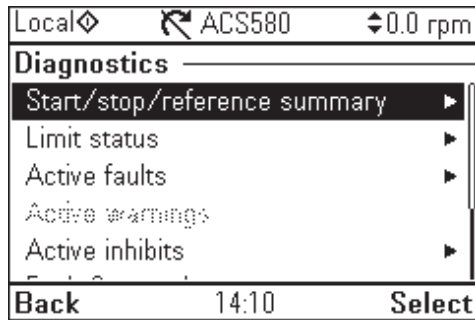 Local ACS580 0.0 rpm
Diagnostics
Start/stop/reference summary
Limit status
Active faults
Active warnings
Active inhibits
Back 14:10 Select